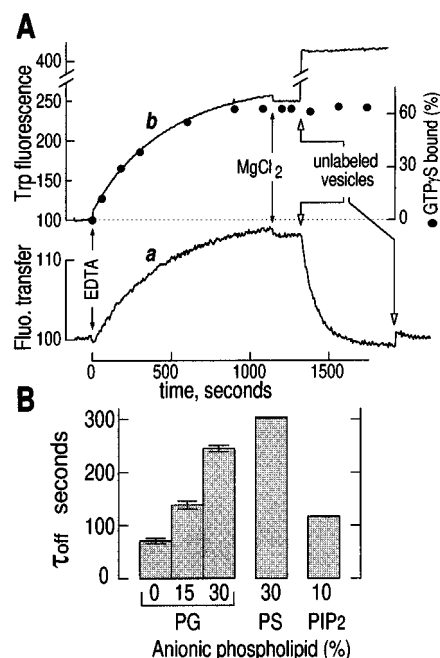 A
400
250
200
150
100
Trp fluorescence
b
60
30
0
● GTPγS bound (%)
MgCl2
unlabeled
vesicles
EDTA
110
100
Fluo. transfer
a
0 500 1000 1500
time, seconds
B
300
200
100
0
τoff seconds
0 15 30 30 10
PG PS PIP2
Anionic phospholipid (%)